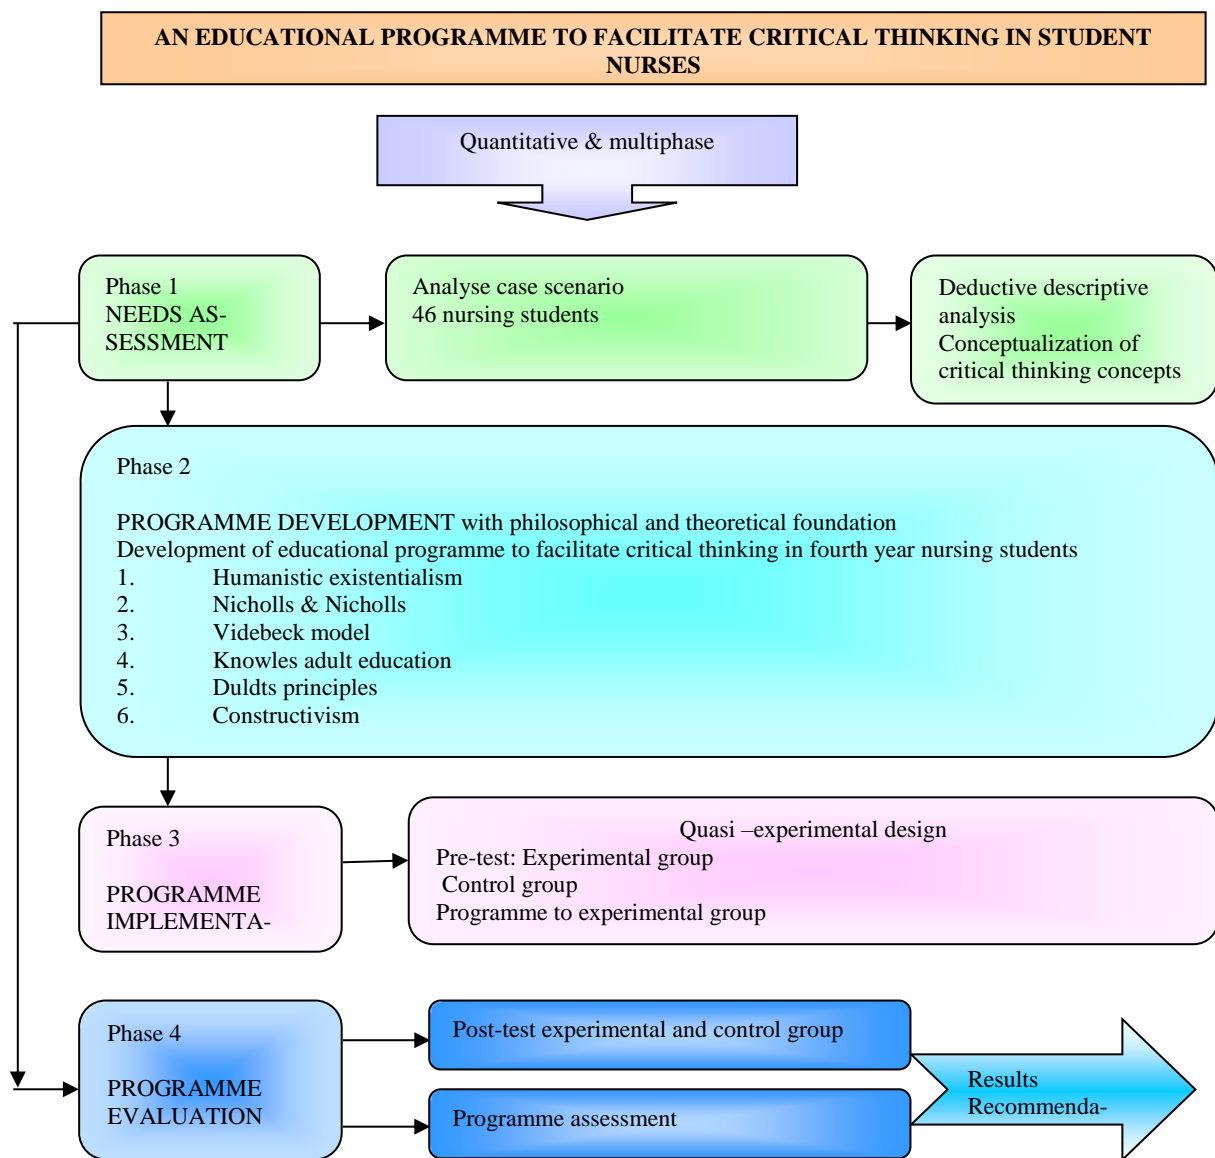 AN EDUCATIONAL PROGRAMME TO FACILITATE CRITICAL THINKING IN STUDENT
NURSES
Quantitative & multiphase
Phase 1
NEEDS AS-
SESSMENT
Analyse case scenario
46 nursing students
Deductive descriptive
analysis
Conceptualization of
critical thinking concepts
Phase 2
PROGRAMME DEVELOPMENT with philosophical and theoretical foundation
Development of educational programme to facilitate critical thinking in fourth year nursing students
1. Humanistic existentialism
2. Nicholls & Nicholls
3. Videbeck model
4. Knowles adult education
5. Duldts principles
6. Constructivism
Phase 3
PROGRAMME
IMPLEMENTA-
Quasi –experimental design
Pre-test: Experimental group
Control group
Programme to experimental group
Phase 4
PROGRAMME
EVALUATION
Post-test experimental and control group
Programme assessment
Results
Recommenda-